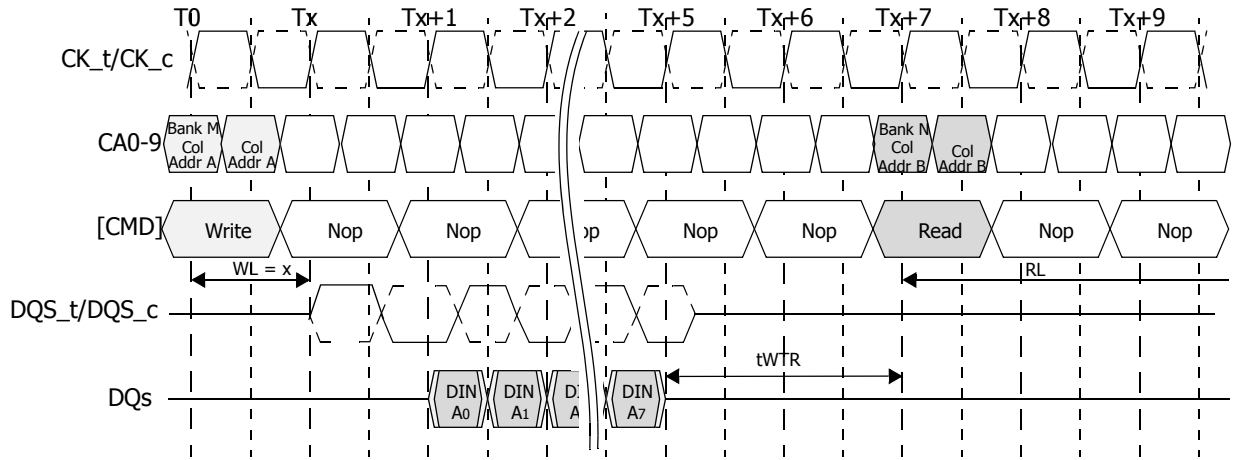 T0 Tx Tx+1 Tx+2 Tx+5 Tx+6 Tx+7 Tx+8 Tx+9
CK_t/CK_c
CA0-9
Bank M
Col
Addr A
Col
Addr A
Bank N
Col
Addr B
Col
Addr B
[CMD] Write Nop Nop Nop Nop Read Nop Nop
WL = x
RL
DQS_t/DQS_c
tWTR
DQs
DIN
A0
DIN
A1
DIN
A7